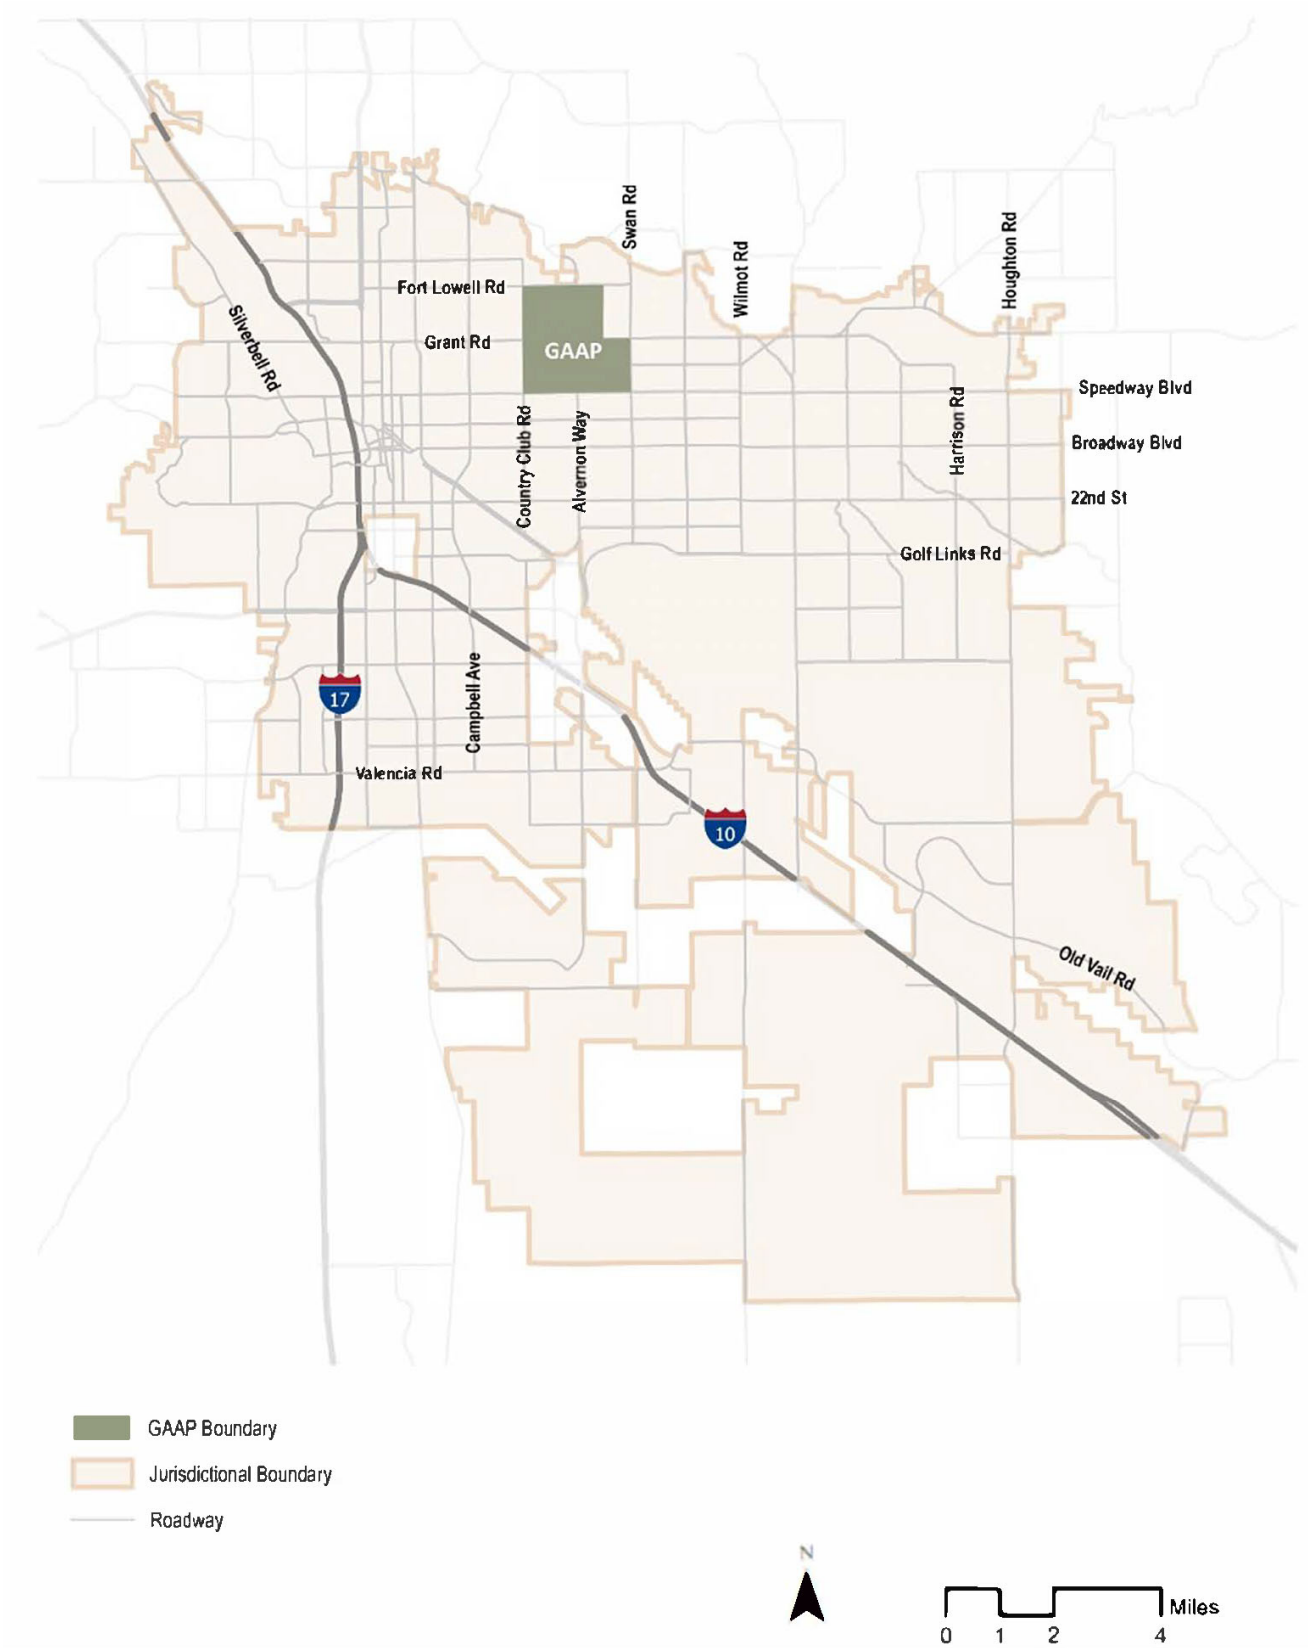 Swan Rd
Wilmot Rd
Houghton Rd
Fort Lowell Rd
Silverbell Rd
Grant Rd
GAAP
Speedway Blvd
Harrison Rd
Country Club Rd
Alvernon Way
Broadway Blvd
22nd St
Golf Links Rd
Campbell Ave
17
Valencia Rd
10
Old Vail Rd
GAAP Boundary
Jurisdictional Boundary
Roadway
N
Miles
0 1 2 4